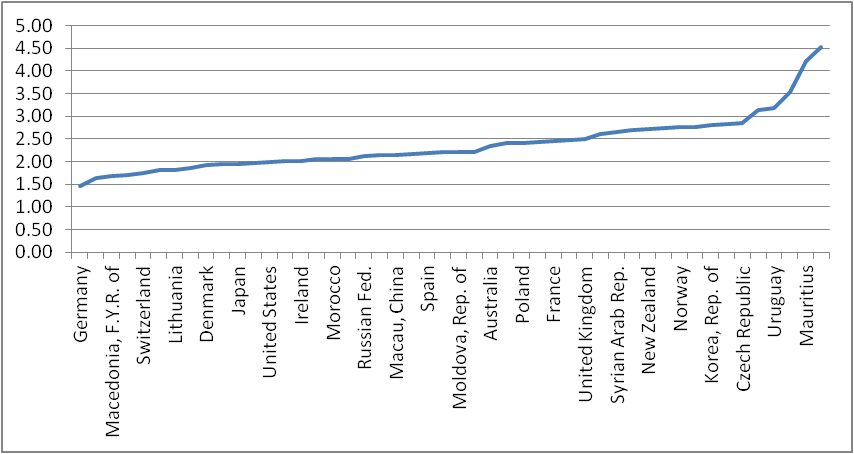 5.00
4.50
4.00
3.50
3.00
2.50
2.00
1.50
1.00
0.50
0.00
Germany
Macedonia, F.Y.R. of
Switzerland
Lithuania
Denmark
Japan
United States
Ireland
Morocco
Russian Fed.
Macau, China
Spain
Moldova, Rep. of
Australia
Poland
France
United Kingdom
Syrian Arab Rep.
New Zealand
Norway
Korea, Rep. of
Czech Republic
Uruguay
Mauritius